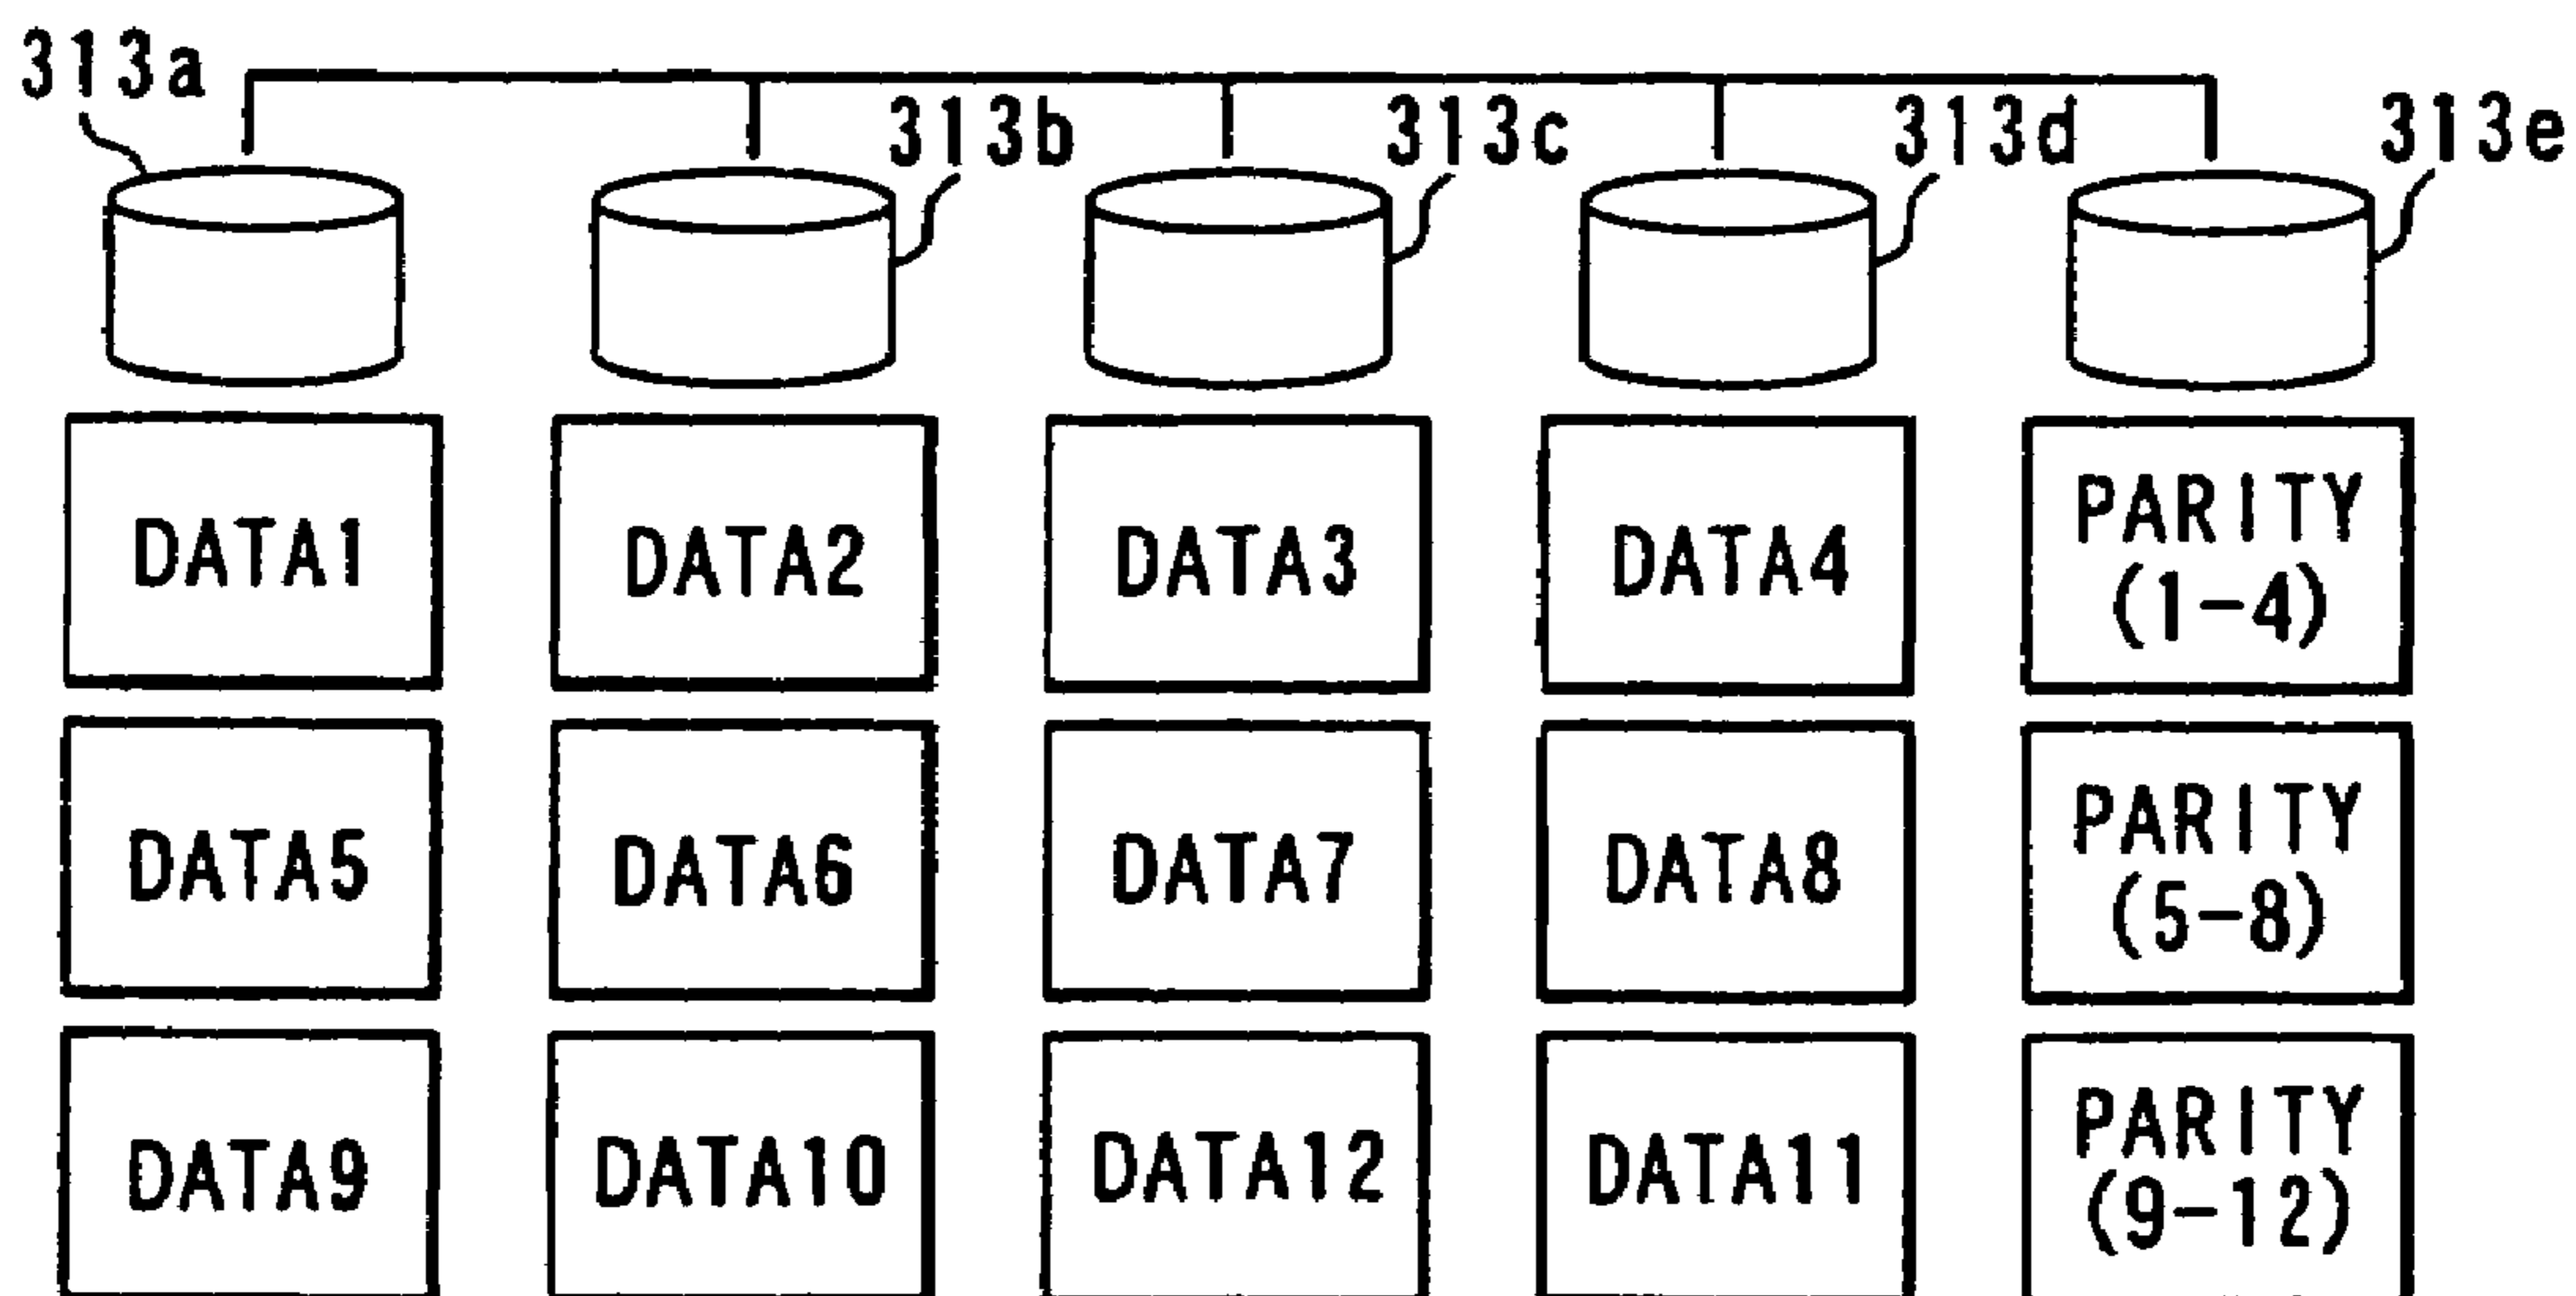 313a
313b
313c
313d
313e
DATA1
DATA2
DATA3
DATA4
PARITY
(1-4)
DATA5
DATA6
DATA7
DATA8
PARITY
(5-8)
DATA9
DATA10
DATA12
DATA11
PARITY
(9-12)